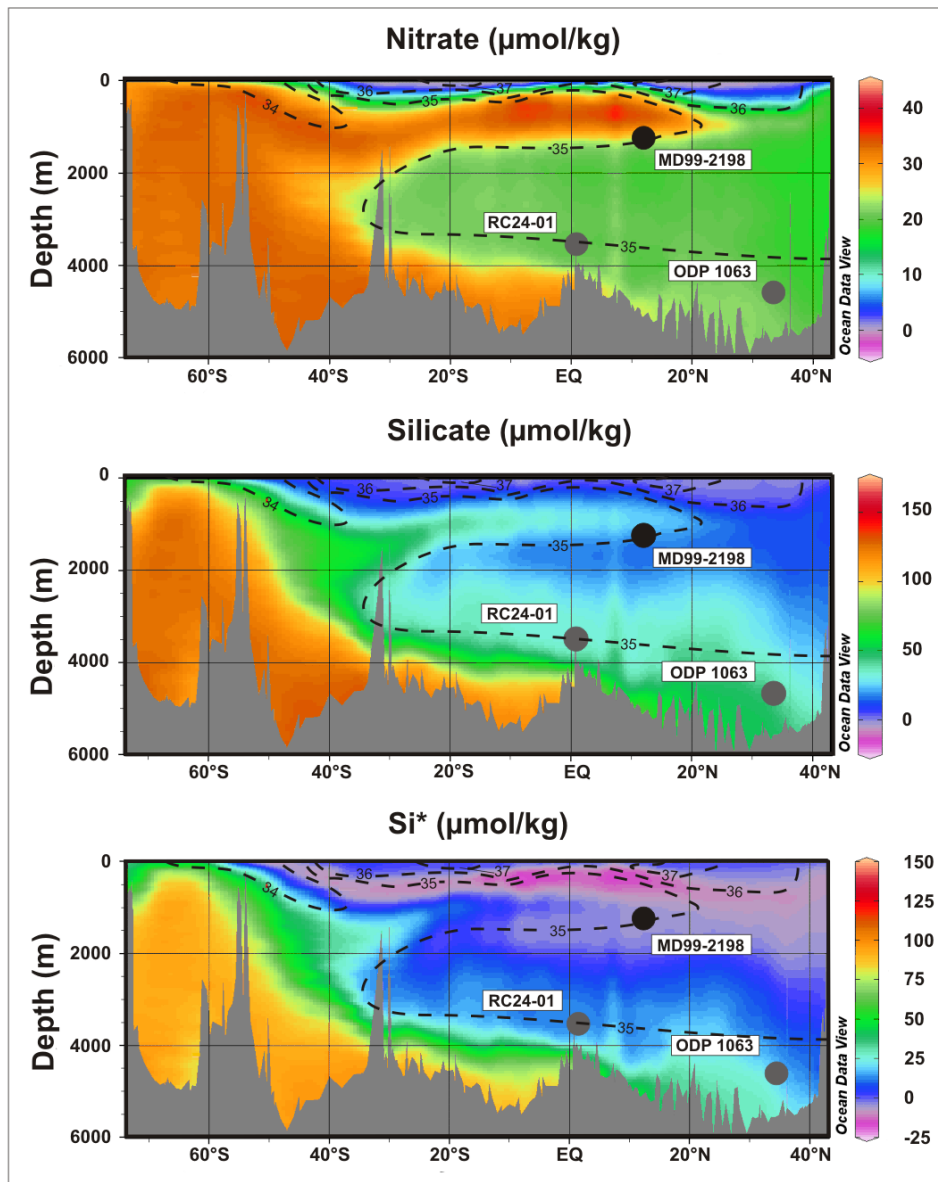 Nitrate (µmol/kg)
0
2000
4000
6000
Depth (m)
34
36
35
37
36
35
35
MD99-2198
RC24-01
ODP 1063
60°S
40°S
20°S
EQ
20°N
40°N
Ocean Data View
40
30
20
10
0
Silicate (µmol/kg)
0
2000
4000
6000
Depth (m)
34
36
35
37
36
35
35
MD99-2198
RC24-01
ODP 1063
60°S
40°S
20°S
EQ
20°N
40°N
Ocean Data View
150
100
50
0
Si* (µmol/kg)
0
2000
4000
6000
Depth (m)
34
36
35
37
37
36
35
35
MD99-2198
RC24-01
ODP 1063
60°S
40°S
20°S
EQ
20°N
40°N
Ocean Data View
150
125
100
75
50
25
0
-25